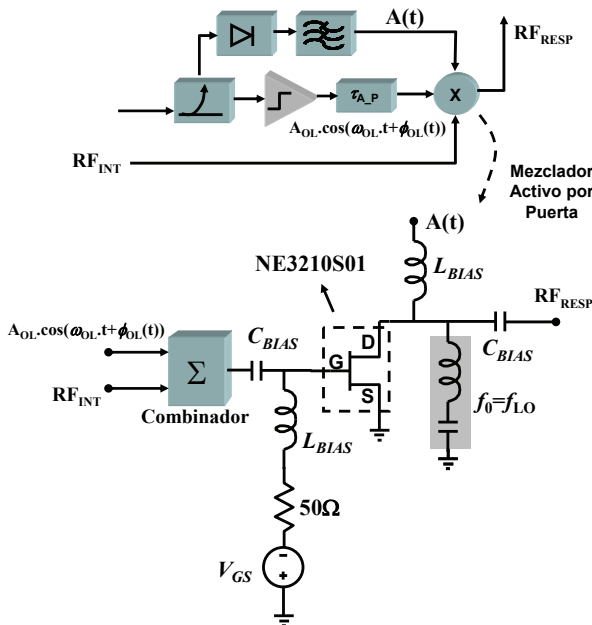 A(t)
RF_RESP
τ_A_P
X
A_OL.cos(ω_OL.t+ϕ_OL(t))
RF_INT
Mezclador
Activo por
Puerta
A(t)
NE3210S01
L_BIAS
RF_RESP
A_OL.cos(ω_OL.t+ϕ_OL(t))
C_BIAS
D
C_BIAS
G
Σ
RF_INT
S
f_0=f_LO
Combinador
L_BIAS
50Ω
V_GS
-
+